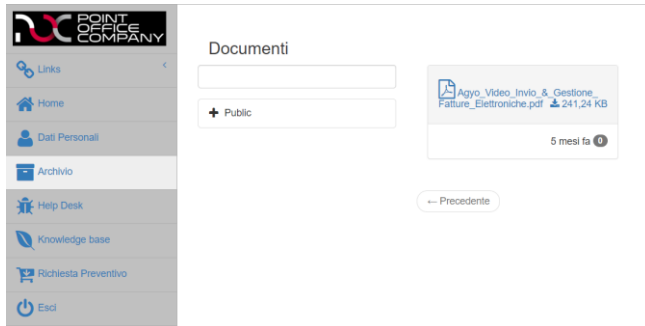 POINT
OFFICE
COMPANY
Links
Home
Dati Personali
Archivio
Help Desk
Knowledge base
Richiesta Preventivo
Esci
Documenti
Public
Agyo_Video_Invio_&_Gestione_
Fatture_Elettroniche.pdf 241,24 KB
5 mesi fa 0
← Precedente